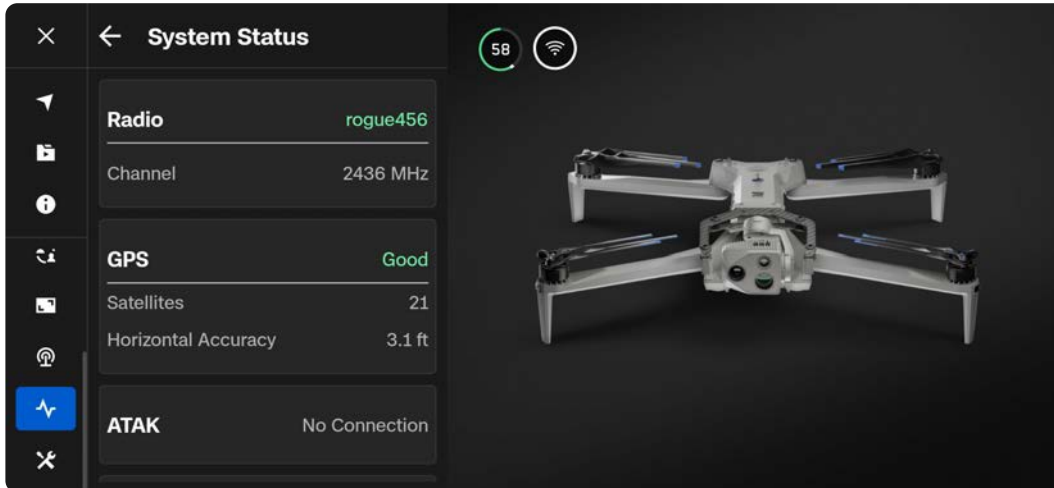 System Status
58
Radio rogue456
Channel 2436 MHz
GPS Good
Satellites 21
Horizontal Accuracy 3.1 ft
ATAK No Connection